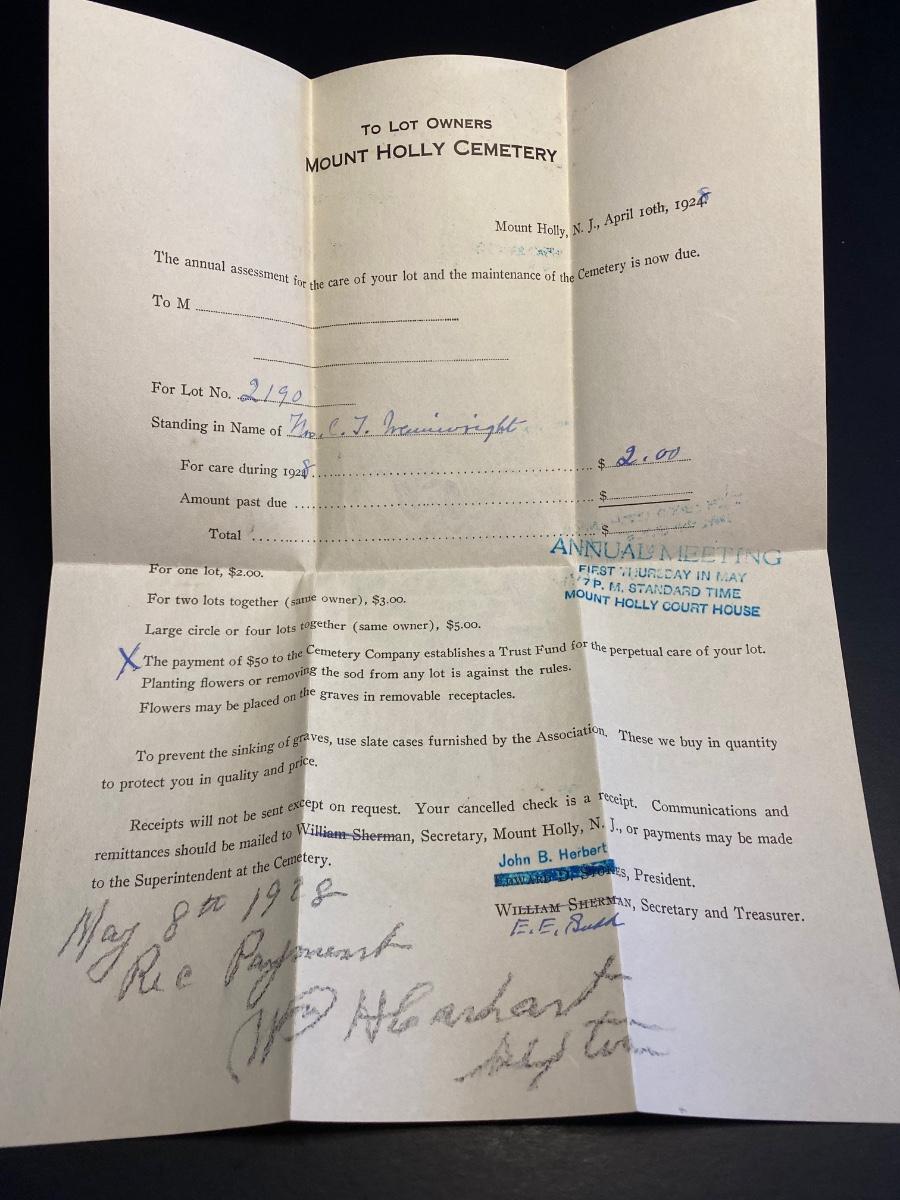 TO LOT OWNERS
MOUNT HOLLY CEMETERY
Mount Holly, N. J., April 10th, 1928
The annual assessment for the care of your lot and the maintenance of the Cemetery is now due.
To M
For Lot No. 2190
Standing in Name of C. T. Wainwright
For care during 1928 $ 2.00
Amount past due $
Total $
ANNUAL MEETING
FIRST THURSDAY IN MAY
7 P. M. STANDARD TIME
MOUNT HOLLY COURT HOUSE
For one lot, $2.00.
For two lots together (same owner), $3.00.
Large circle or four lots together (same owner), $5.00.
X The payment of $50 to the Cemetery Company establishes a Trust Fund for the perpetual care of your lot.
Planting flowers or removing the sod from any lot is against the rules.
Flowers may be placed on the graves in removable receptacles.
To prevent the sinking of graves, use slate cases furnished by the Association. These we buy in quantity
to protect you in quality and price.
Receipts will not be sent except on request. Your cancelled check is a receipt. Communications and
remittances should be mailed to William Sherman, Secretary, Mount Holly, N. J., or payments may be made
to the Superintendent at the Cemetery.
John B. Herbert
EDWARD D. STOKES, President.
WILLIAM SHERMAN, Secretary and Treasurer.
E. E. Budd
May 8th 1928
Rec Payment
Wm H Earhart